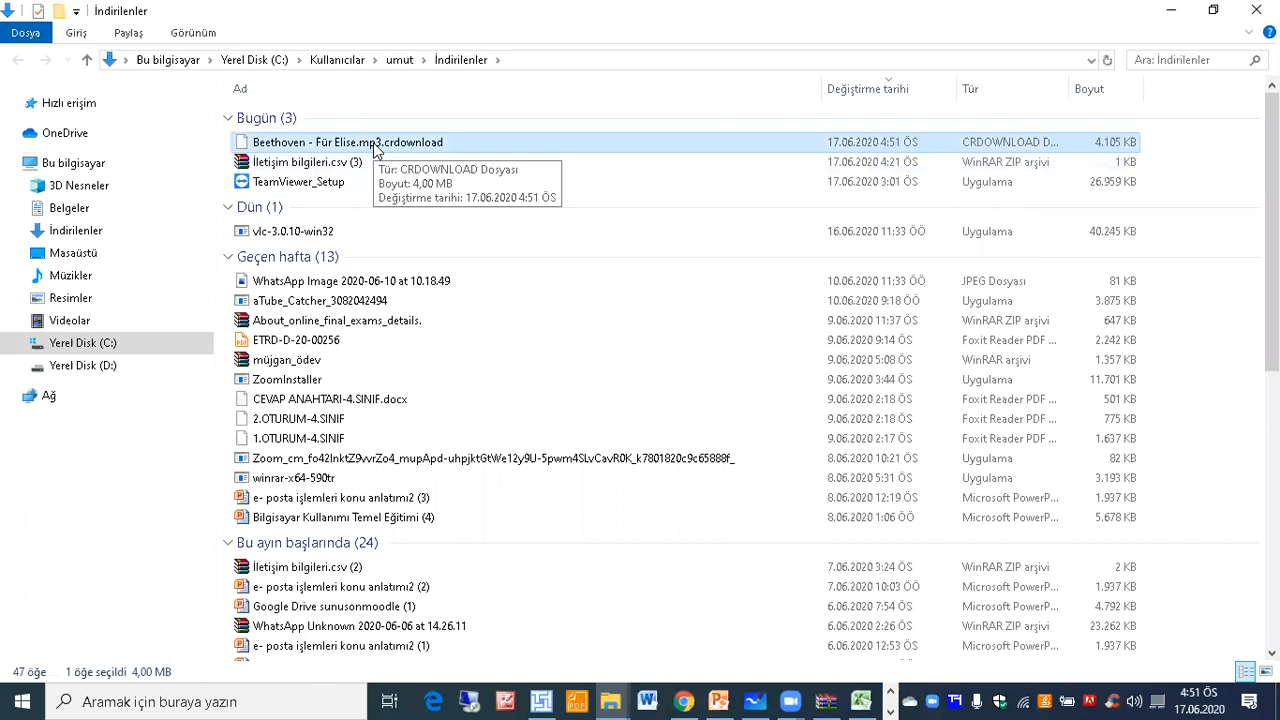 İndirilenler
Dosya Giriş Paylaş Görünüm
Bu bilgisayar Yerel Disk (C:) Kullanıcılar umut İndirilenler
Ara: İndirilenler
Ad Değiştirme tarihi Tür Boyut
Hızlı erişim
OneDrive
Bu bilgisayar
3D Nesneler
Belgeler
İndirilenler
Masaüstü
Müzikler
Resimler
Videolar
Yerel Disk (C:)
Yerel Disk (D:)
Ağ
Bugün (3)
Beethoven - Für Elise.mp3.crdownload 17.06.2020 4:51 ÖS CRDOWNLOAD D... 4.105 KB
İletişim bilgileri.csv (3) 17.06.2020 4:21 ÖS WinRAR ZIP arşivi 1 KB
TeamViewer_Setup 17.06.2020 3:01 ÖS Uygulama 26.959 KB
Tür: CRDOWNLOAD Dosyası
Boyut: 4,00 MB
Değiştirme tarihi: 17.06.2020 4:51 ÖS
Dün (1)
vlc-3.0.10-win32 16.06.2020 11:33 ÖÖ Uygulama 40.245 KB
Geçen hafta (13)
WhatsApp Image 2020-06-10 at 10.18.49 10.06.2020 11:33 ÖÖ JPEG Dosyası 81 KB
aTube_Catcher_3082042494 10.06.2020 9:18 ÖÖ Uygulama 3.875 KB
About_online_final_exams_details. 9.06.2020 11:37 ÖS WinRAR ZIP arşivi 647 KB
ETRD-D-20-00256 9.06.2020 9:14 ÖS Foxit Reader PDF ... 2.242 KB
müjgan_ödev 9.06.2020 5:08 ÖS WinRAR arşivi 1.357 KB
ZoomInstaller 9.06.2020 3:44 ÖS Uygulama 11.701 KB
CEVAP ANAHTARI-4.SINIF.docx 9.06.2020 2:18 ÖS Foxit Reader PDF ... 501 KB
2.OTURUM-4.SINIF 9.06.2020 2:18 ÖS Foxit Reader PDF ... 775 KB
1.OTURUM-4.SINIF 9.06.2020 2:17 ÖS Foxit Reader PDF ... 1.637 KB
Zoom_cm_fo42lnktZ9vvrZo4_mupApd-uhpjktGtWe12y9U-5pwm4SLvCavR0K_k7801820c9c65888f_ 8.06.2020 10:21 ÖS Uygulama 82 KB
winrar-x64-590tr 8.06.2020 5:31 ÖS Uygulama 3.193 KB
e- posta işlemleri konu anlatımı2 (3) 8.06.2020 12:19 ÖS Microsoft PowerP... 1.937 KB
Bilgisayar Kullanımı Temel Eğitimi (4) 8.06.2020 1:06 ÖÖ Microsoft PowerP... 5.678 KB
Bu ayın başlarında (24)
İletişim bilgileri.csv (2) 7.06.2020 3:24 ÖS WinRAR ZIP arşivi 2 KB
e- posta işlemleri konu anlatımı2 (2) 7.06.2020 10:03 ÖÖ Microsoft PowerP... 1.937 KB
Google Drive sunusonmoodle (1) 6.06.2020 7:54 ÖS Microsoft PowerP... 4.792 KB
WhatsApp Unknown 2020-06-06 at 14.26.11 6.06.2020 2:26 ÖS WinRAR ZIP arşivi 23.262 KB
e- posta işlemleri konu anlatımı2 (1) 6.06.2020 12:53 ÖS Microsoft PowerP... 1.937 KB
47 öğe 1 öğe seçildi 4,00 MB
Aramak için buraya yazın
4:51 ÖS
17.06.2020